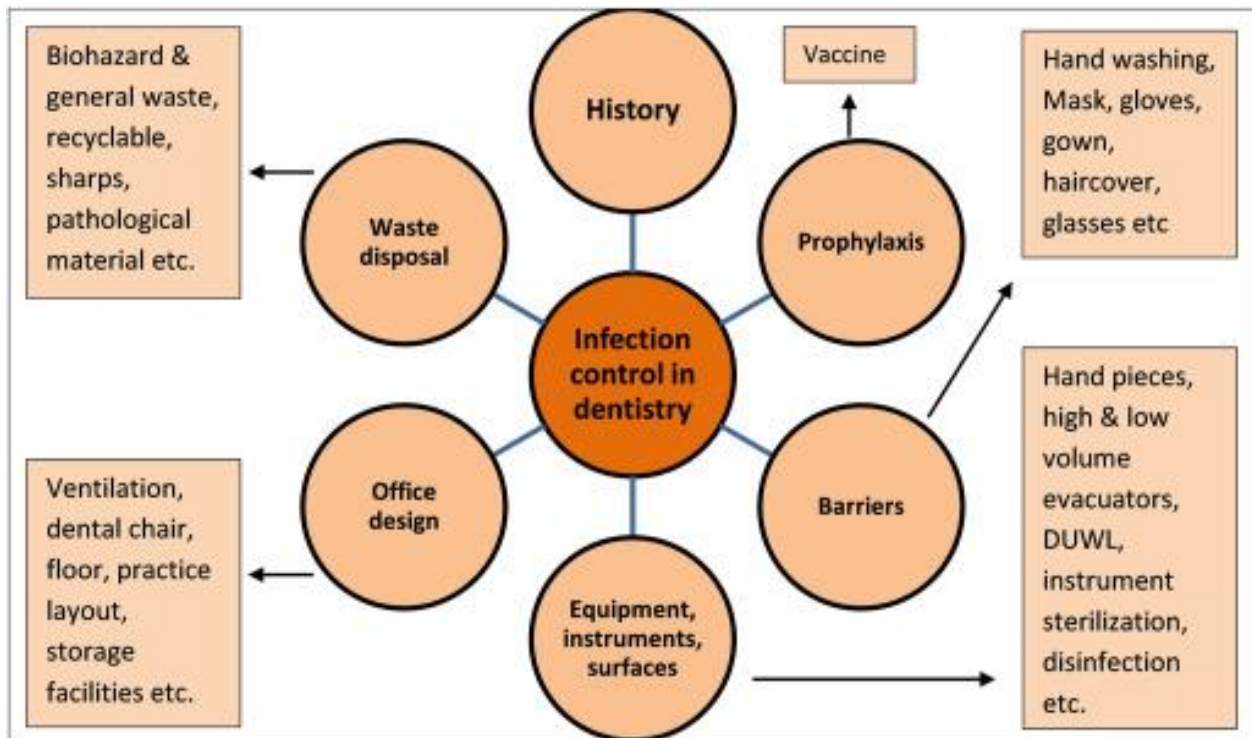 Biohazard &
general waste,
recyclable,
sharps,
pathological
material etc.
History
Vaccine
Hand washing,
Mask, gloves,
gown,
haircover,
glasses etc
Waste
disposal
Prophylaxis
Infection
control in
dentistry
Ventilation,
dental chair,
floor, practice
layout,
storage
facilities etc.
Office
design
Barriers
Equipment,
instruments,
surfaces
Hand pieces,
high & low
volume
evacuators,
DUWL,
instrument
sterilization,
disinfection
etc.